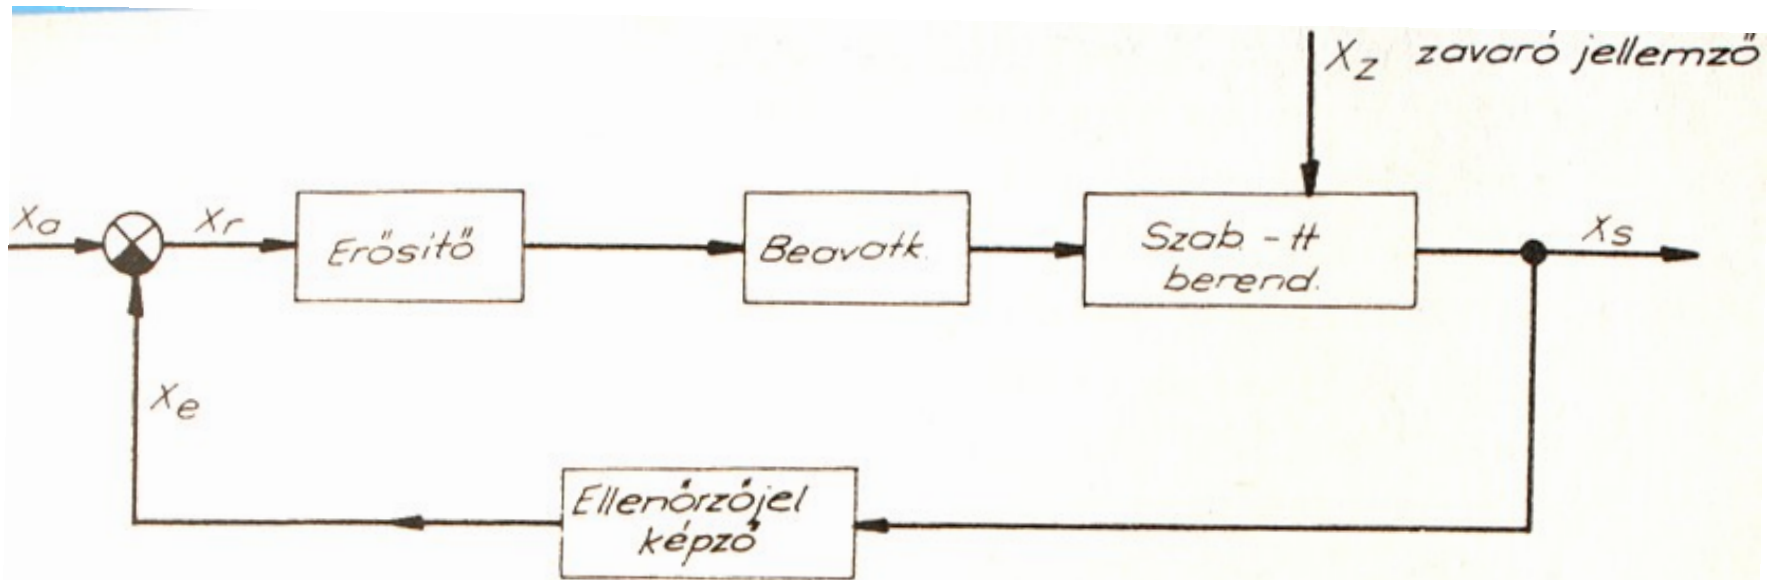 Xz zavaró jellemző
Xa
Xr
Erősítő
Beavatk.
Szab - tt
berend.
Xs
Xe
Ellenőrzőjel
képző